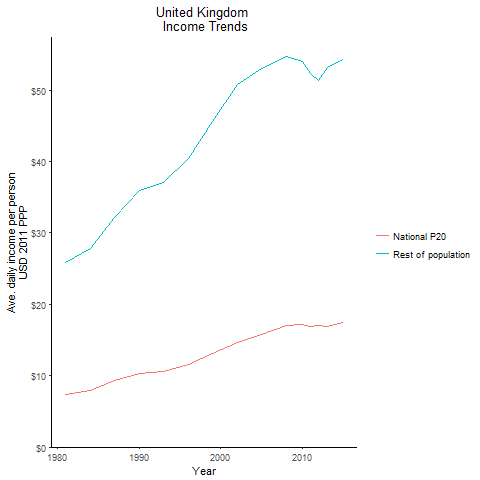 United Kingdom
Income Trends
Ave. daily income per person
USD 2011 PPP
$50
$40
$30
$20
$10
$0
1980
1990
2000
2010
Year
National P20
Rest of population